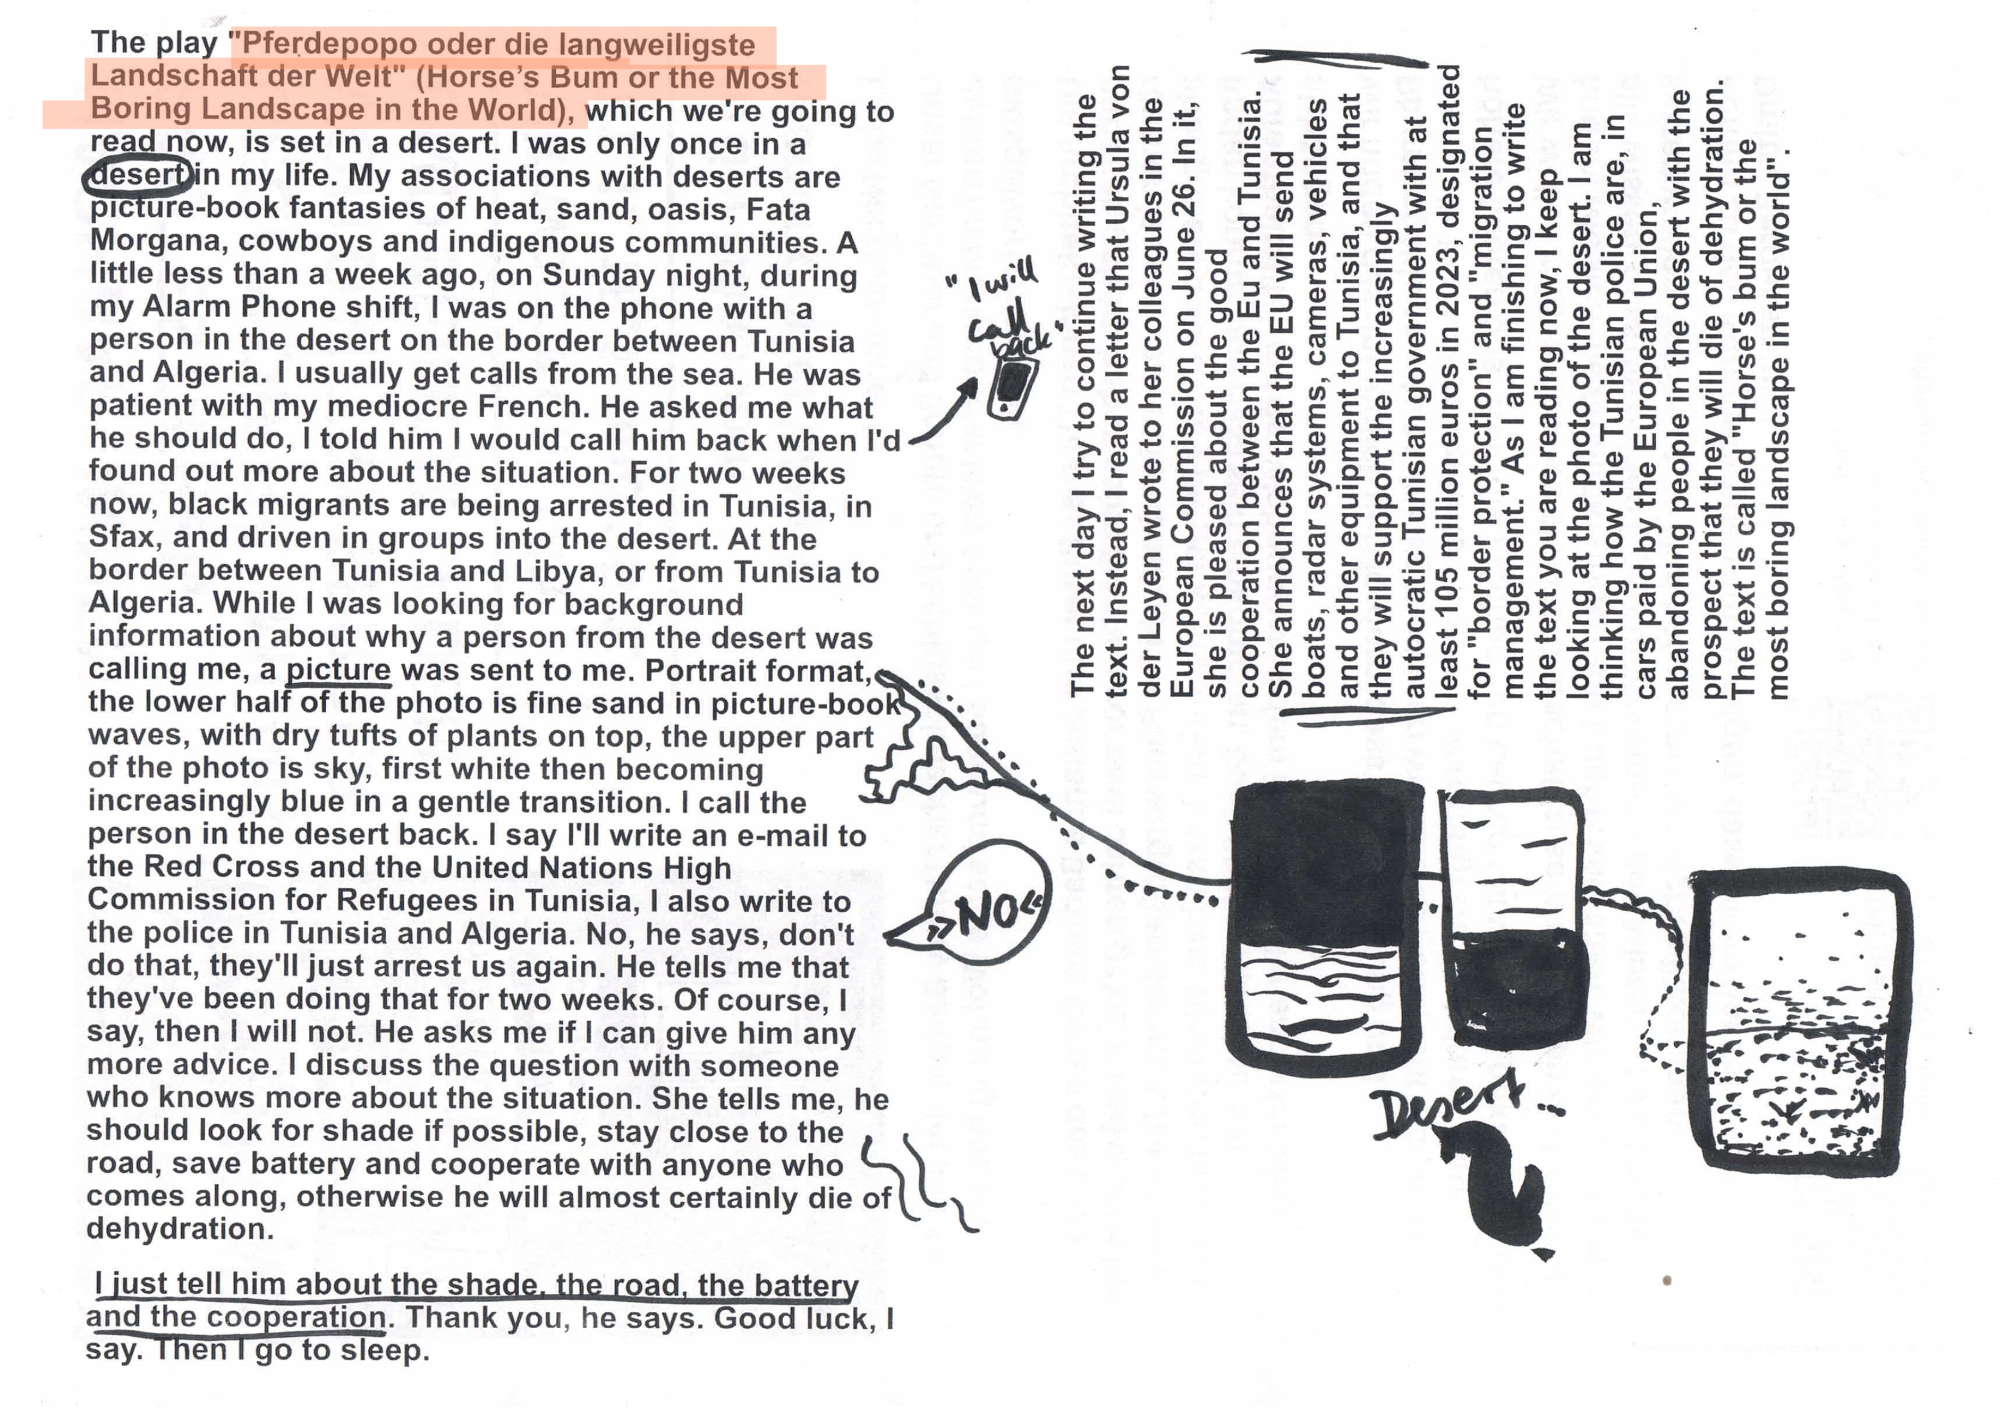 The play "Pferdepopo oder die langweiligste
Landschaft der Welt" (Horse’s Bum or the Most
Boring Landscape in the World), which we're going to
read now, is set in a desert. I was only once in a
desert in my life. My associations with deserts are
picture-book fantasies of heat, sand, oasis, Fata
Morgana, cowboys and indigenous communities. A
little less than a week ago, on Sunday night, during
my Alarm Phone shift, I was on the phone with a
person in the desert on the border between Tunisia
and Algeria. I usually get calls from the sea. He was
patient with my mediocre French. He asked me what
he should do, I told him I would call him back when I'd
found out more about the situation. For two weeks
now, black migrants are being arrested in Tunisia, in
Sfax, and driven in groups into the desert. At the
border between Tunisia and Libya, or from Tunisia to
Algeria. While I was looking for background
information about why a person from the desert was
calling me, a picture was sent to me. Portrait format,
the lower half of the photo is fine sand in picture-book
waves, with dry tufts of plants on top, the upper part
of the photo is sky, first white then becoming
increasingly blue in a gentle transition. I call the
person in the desert back. I say I'll write an e-mail to
the Red Cross and the United Nations High
Commission for Refugees in Tunisia, I also write to
the police in Tunisia and Algeria. No, he says, don't
do that, they'll just arrest us again. He tells me that
they've been doing that for two weeks. Of course, I
say, then I will not. He asks me if I can give him any
more advice. I discuss the question with someone
who knows more about the situation. She tells me, he
should look for shade if possible, stay close to the
road, save battery and cooperate with anyone who
comes along, otherwise he will almost certainly die of
dehydration.
I just tell him about the shade, the road, the battery
and the cooperation. Thank you, he says. Good luck, I
say. Then I go to sleep.
"I will
call
back"
»NO«
The next day I try to continue writing the
text. Instead, I read a letter that Ursula von
der Leyen wrote to her colleagues in the
European Commission on June 26. In it,
she is pleased about the good
cooperation between the Eu and Tunisia.
She announces that the EU will send
boats, radar systems, cameras, vehicles
and other equipment to Tunisia, and that
they will support the increasingly
autocratic Tunisian government with at
least 105 million euros in 2023, designated
for "border protection" and "migration
management." As I am finishing to write
the text you are reading now, I keep
looking at the photo of the desert. I am
thinking how the Tunisian police are, in
cars paid by the European Union,
abandoning people in the desert with the
prospect that they will die of dehydration.
The text is called "Horse's bum or the
most boring landscape in the world".
Desert...